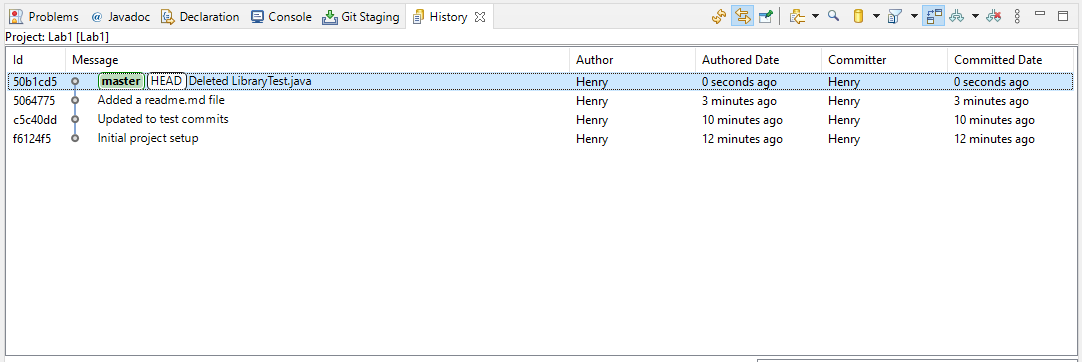 Problems @ Javadoc Declaration Console Git Staging History
Project: Lab1 [Lab1]
Id Message Author Authored Date Committer Committed Date
50b1cd5 master HEAD Deleted LibraryTest.java Henry 0 seconds ago Henry 0 seconds ago
5064775 Added a readme.md file Henry 3 minutes ago Henry 3 minutes ago
c5c40dd Updated to test commits Henry 10 minutes ago Henry 10 minutes ago
f6124f5 Initial project setup Henry 12 minutes ago Henry 12 minutes ago